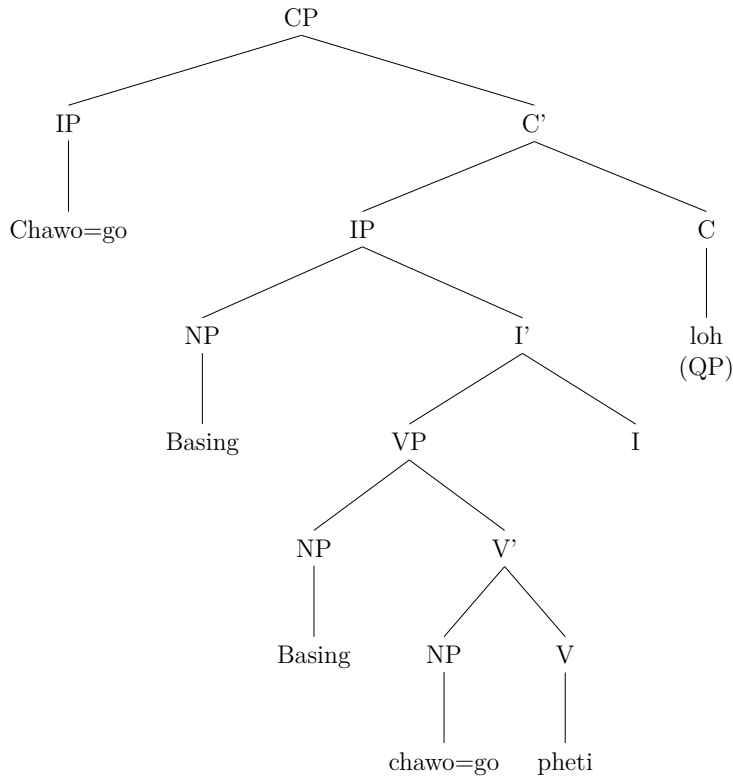 CP
IP C'
Chawo=go IP C
NP I' loh
(QP)
Basing VP I
NP V'
Basing NP V
chawo=go pheti